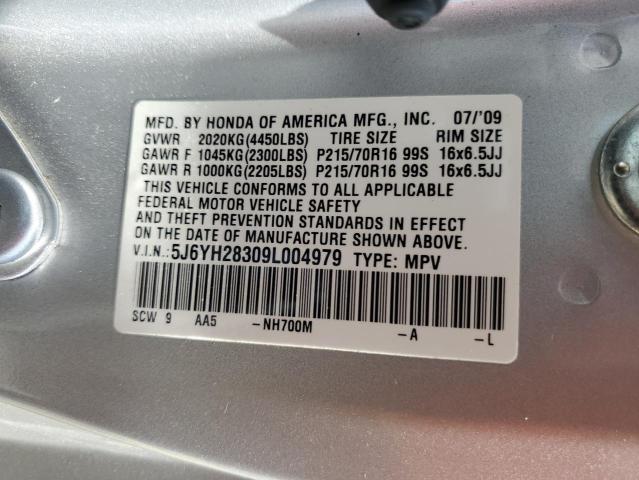 MFD. BY HONDA OF AMERICA MFG., INC. 07/'09
GVWR 2020KG(4450LBS) TIRE SIZE RIM SIZE
GAWR F 1045KG(2300LBS) P215/70R16 99S 16x6.5JJ
GAWR R 1000KG(2205LBS) P215/70R16 99S 16x6.5JJ
THIS VEHICLE CONFORMS TO ALL APPLICABLE
FEDERAL MOTOR VEHICLE SAFETY
AND THEFT PREVENTION STANDARDS IN EFFECT
ON THE DATE OF MANUFACTURE SHOWN ABOVE.
V.I.N.:5J6YH28309L004979 TYPE: MPV
SCW 9 AA5 -NH700M -A -L